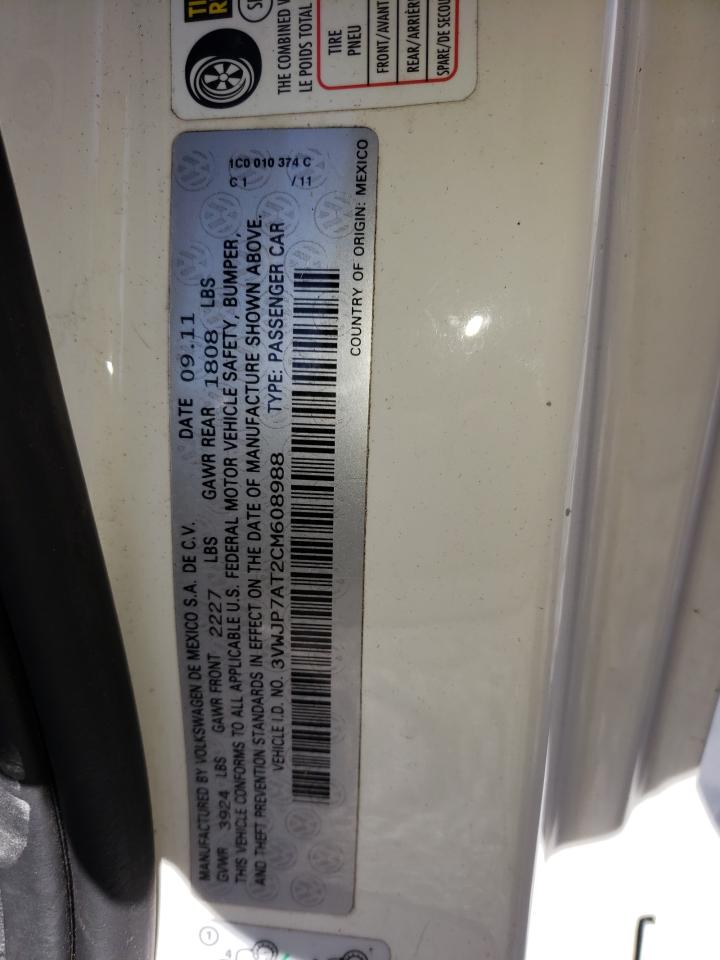 TIRE
PNEU
FRONT/AVANT
SPARE/DE SECOU
THE COMBINED
LE POIDS TOTAL
1C0 010 374 C
C 1 /11
MANUFACTURED BY VOLKSWAGEN DE MEXICO S.A. DE C.V. DATE 09.11
GVWR 3924 LBS GAWR FRONT 2227 LBS GAWR REAR 1808 LBS
THIS VEHICLE CONFORMS TO ALL APPLICABLE U.S. FEDERAL MOTOR VEHICLE SAFETY, BUMPER,
AND THEFT PREVENTION STANDARDS IN EFFECT ON THE DATE OF MANUFACTURE SHOWN ABOVE.
VEHICLE I.D. NO. 3VWJP7AT2CM608988 TYPE: PASSENGER CAR
COUNTRY OF ORIGIN: MEXICO
1
4